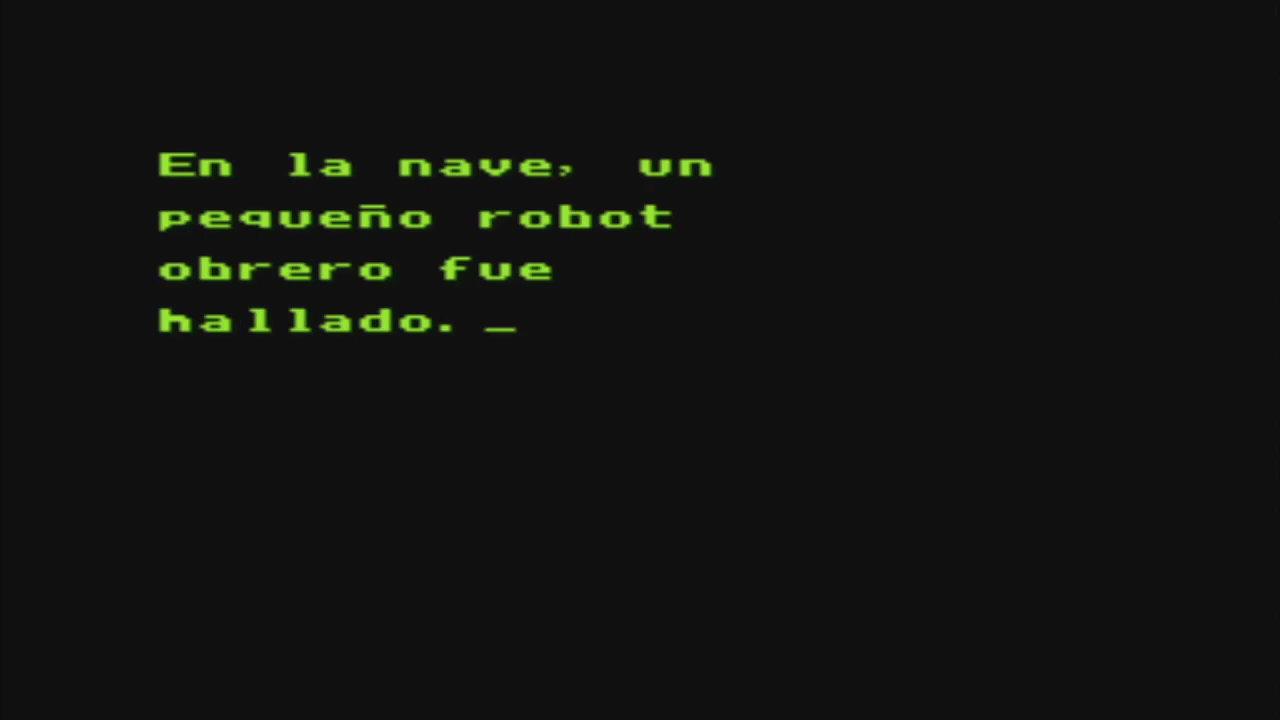 En la nave, un
pequeño robot
obrero fue
hallado. _